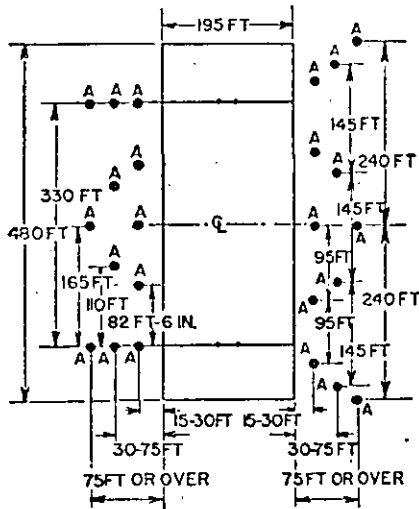 195 FT
A
A
A
A
A
A
A
A
145 FT
330 FT
240 FT
480 FT
A
A
A
A
℄
145 FT
A
A
A
A
165 FT-
110 FT
95 FT
240 FT
A
A
82 FT-6 IN.
A
95 FT
145 FT
A
A
A
A
A
A
15-30 FT
15-30 FT
30-75 FT
30-75 FT
75 FT OR OVER
75 FT OR OVER